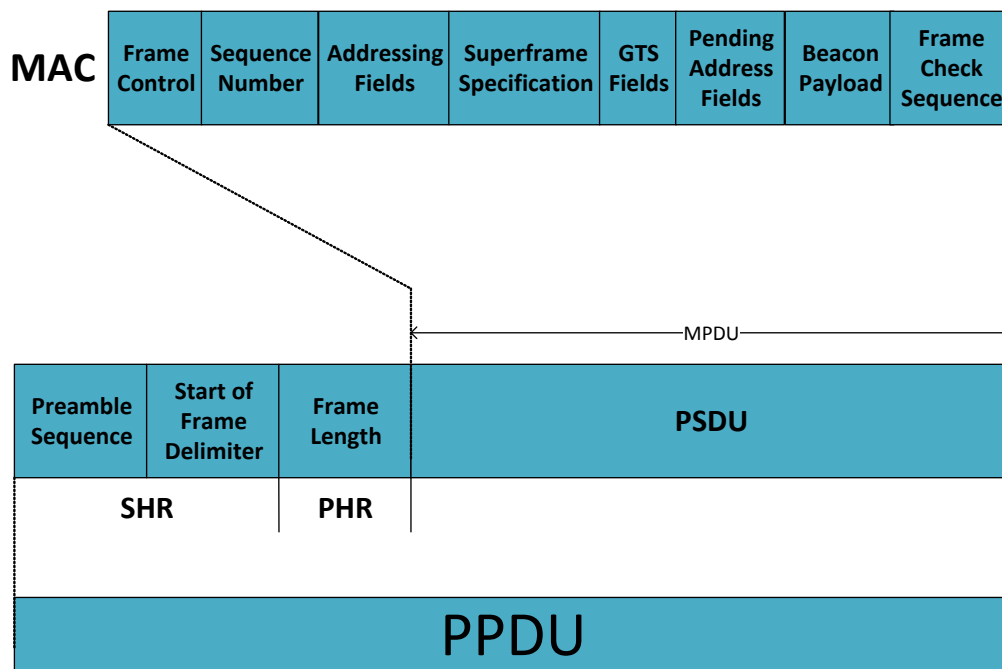 MAC
Frame
Control
Sequence
Number
Addressing
Fields
Superframe
Specification
GTS
Fields
Pending
Address
Fields
Beacon
Payload
Frame
Check
Sequence
MPDU
Preamble
Sequence
Start of
Frame
Delimiter
Frame
Length
PSDU
SHR
PHR
PPDU